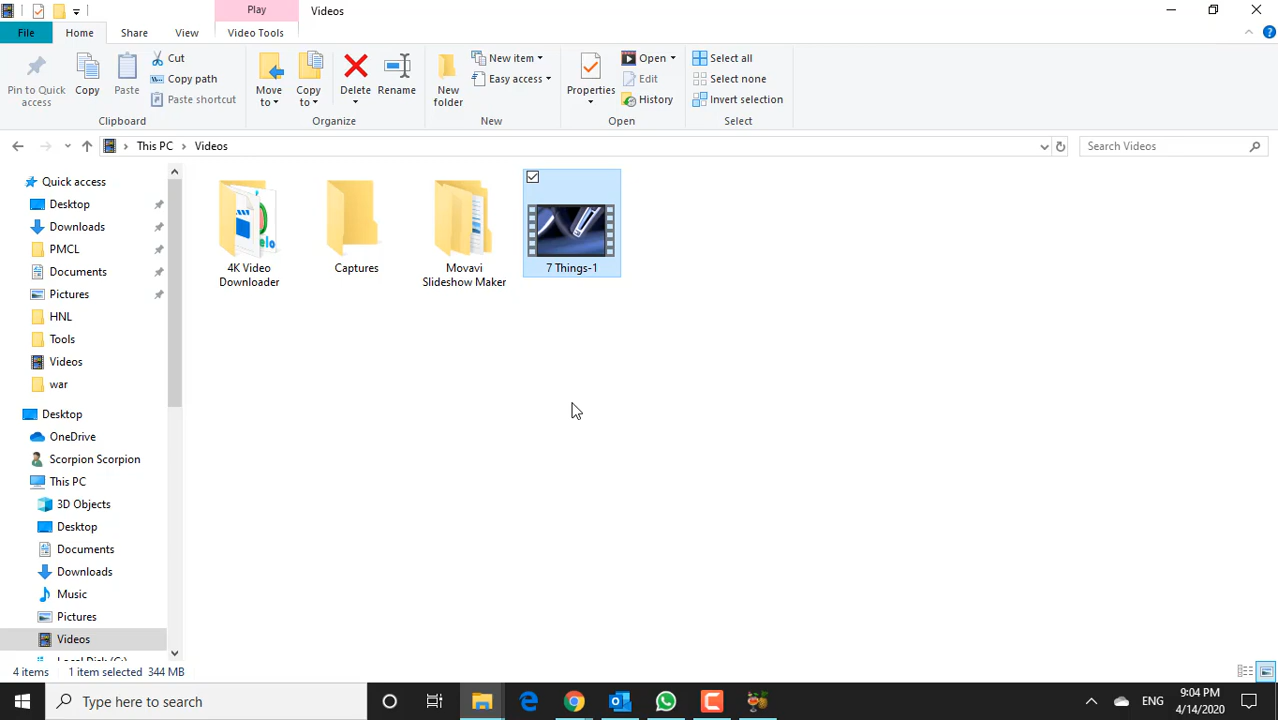 Play
Videos
File
Home
Share
View
Video Tools
Pin to Quick access
Copy
Paste
Cut
Copy path
Paste shortcut
Clipboard
Move to
Copy to
Delete
Rename
Organize
New folder
New item
Easy access
New
Properties
Open
Edit
History
Open
Select all
Select none
Invert selection
Select
This PC
Videos
Search Videos
Quick access
Desktop
Downloads
PMCL
Documents
Pictures
HNL
Tools
Videos
war
Desktop
OneDrive
Scorpion Scorpion
This PC
3D Objects
Desktop
Documents
Downloads
Music
Pictures
Videos
Local Disk (C:)
4K Video
Downloader
Captures
Movavi
Slideshow Maker
7 Things-1
4 items
1 item selected 344 MB
Type here to search
ENG
9:04 PM
4/14/2020